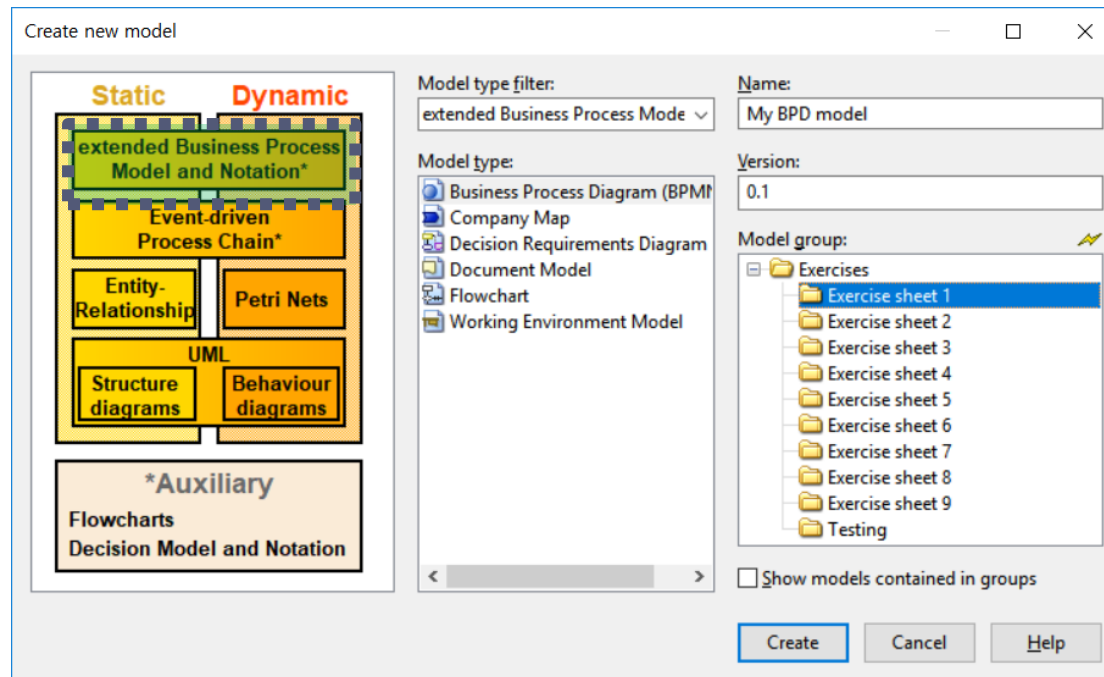 Create new model
Static
Dynamic
extended Business Process
Model and Notation*
Event-driven
Process Chain*
Entity-
Relationship
Petri Nets
UML
Structure
diagrams
Behaviour
diagrams
*Auxiliary
Flowcharts
Decision Model and Notation
Model type filter:
extended Business Process Mode
Model type:
Business Process Diagram (BPMN
Company Map
Decision Requirements Diagram
Document Model
Flowchart
Working Environment Model
Name:
My BPD model
Version:
0.1
Model group:
Exercises
Exercise sheet 1
Exercise sheet 2
Exercise sheet 3
Exercise sheet 4
Exercise sheet 5
Exercise sheet 6
Exercise sheet 7
Exercise sheet 8
Exercise sheet 9
Testing
Show models contained in groups
Create
Cancel
Help